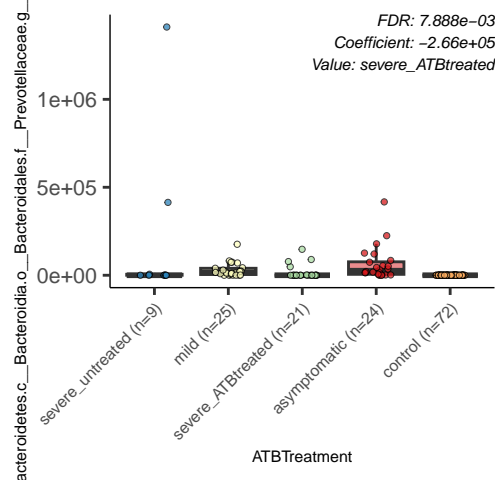 FDR: 7.888e−03
Coefficient: −2.66e+05
Value: severe_ATBtreated
acteroidetes.c__Bacteroidia.o__Bacteroidales.f__Prevotellaceae.g_
1e+06
5e+05
0e+00
severe_untreated (n=9)
mild (n=25)
severe_ATBtreated (n=21)
asymptomatic (n=24)
control (n=72)
ATBTreatment